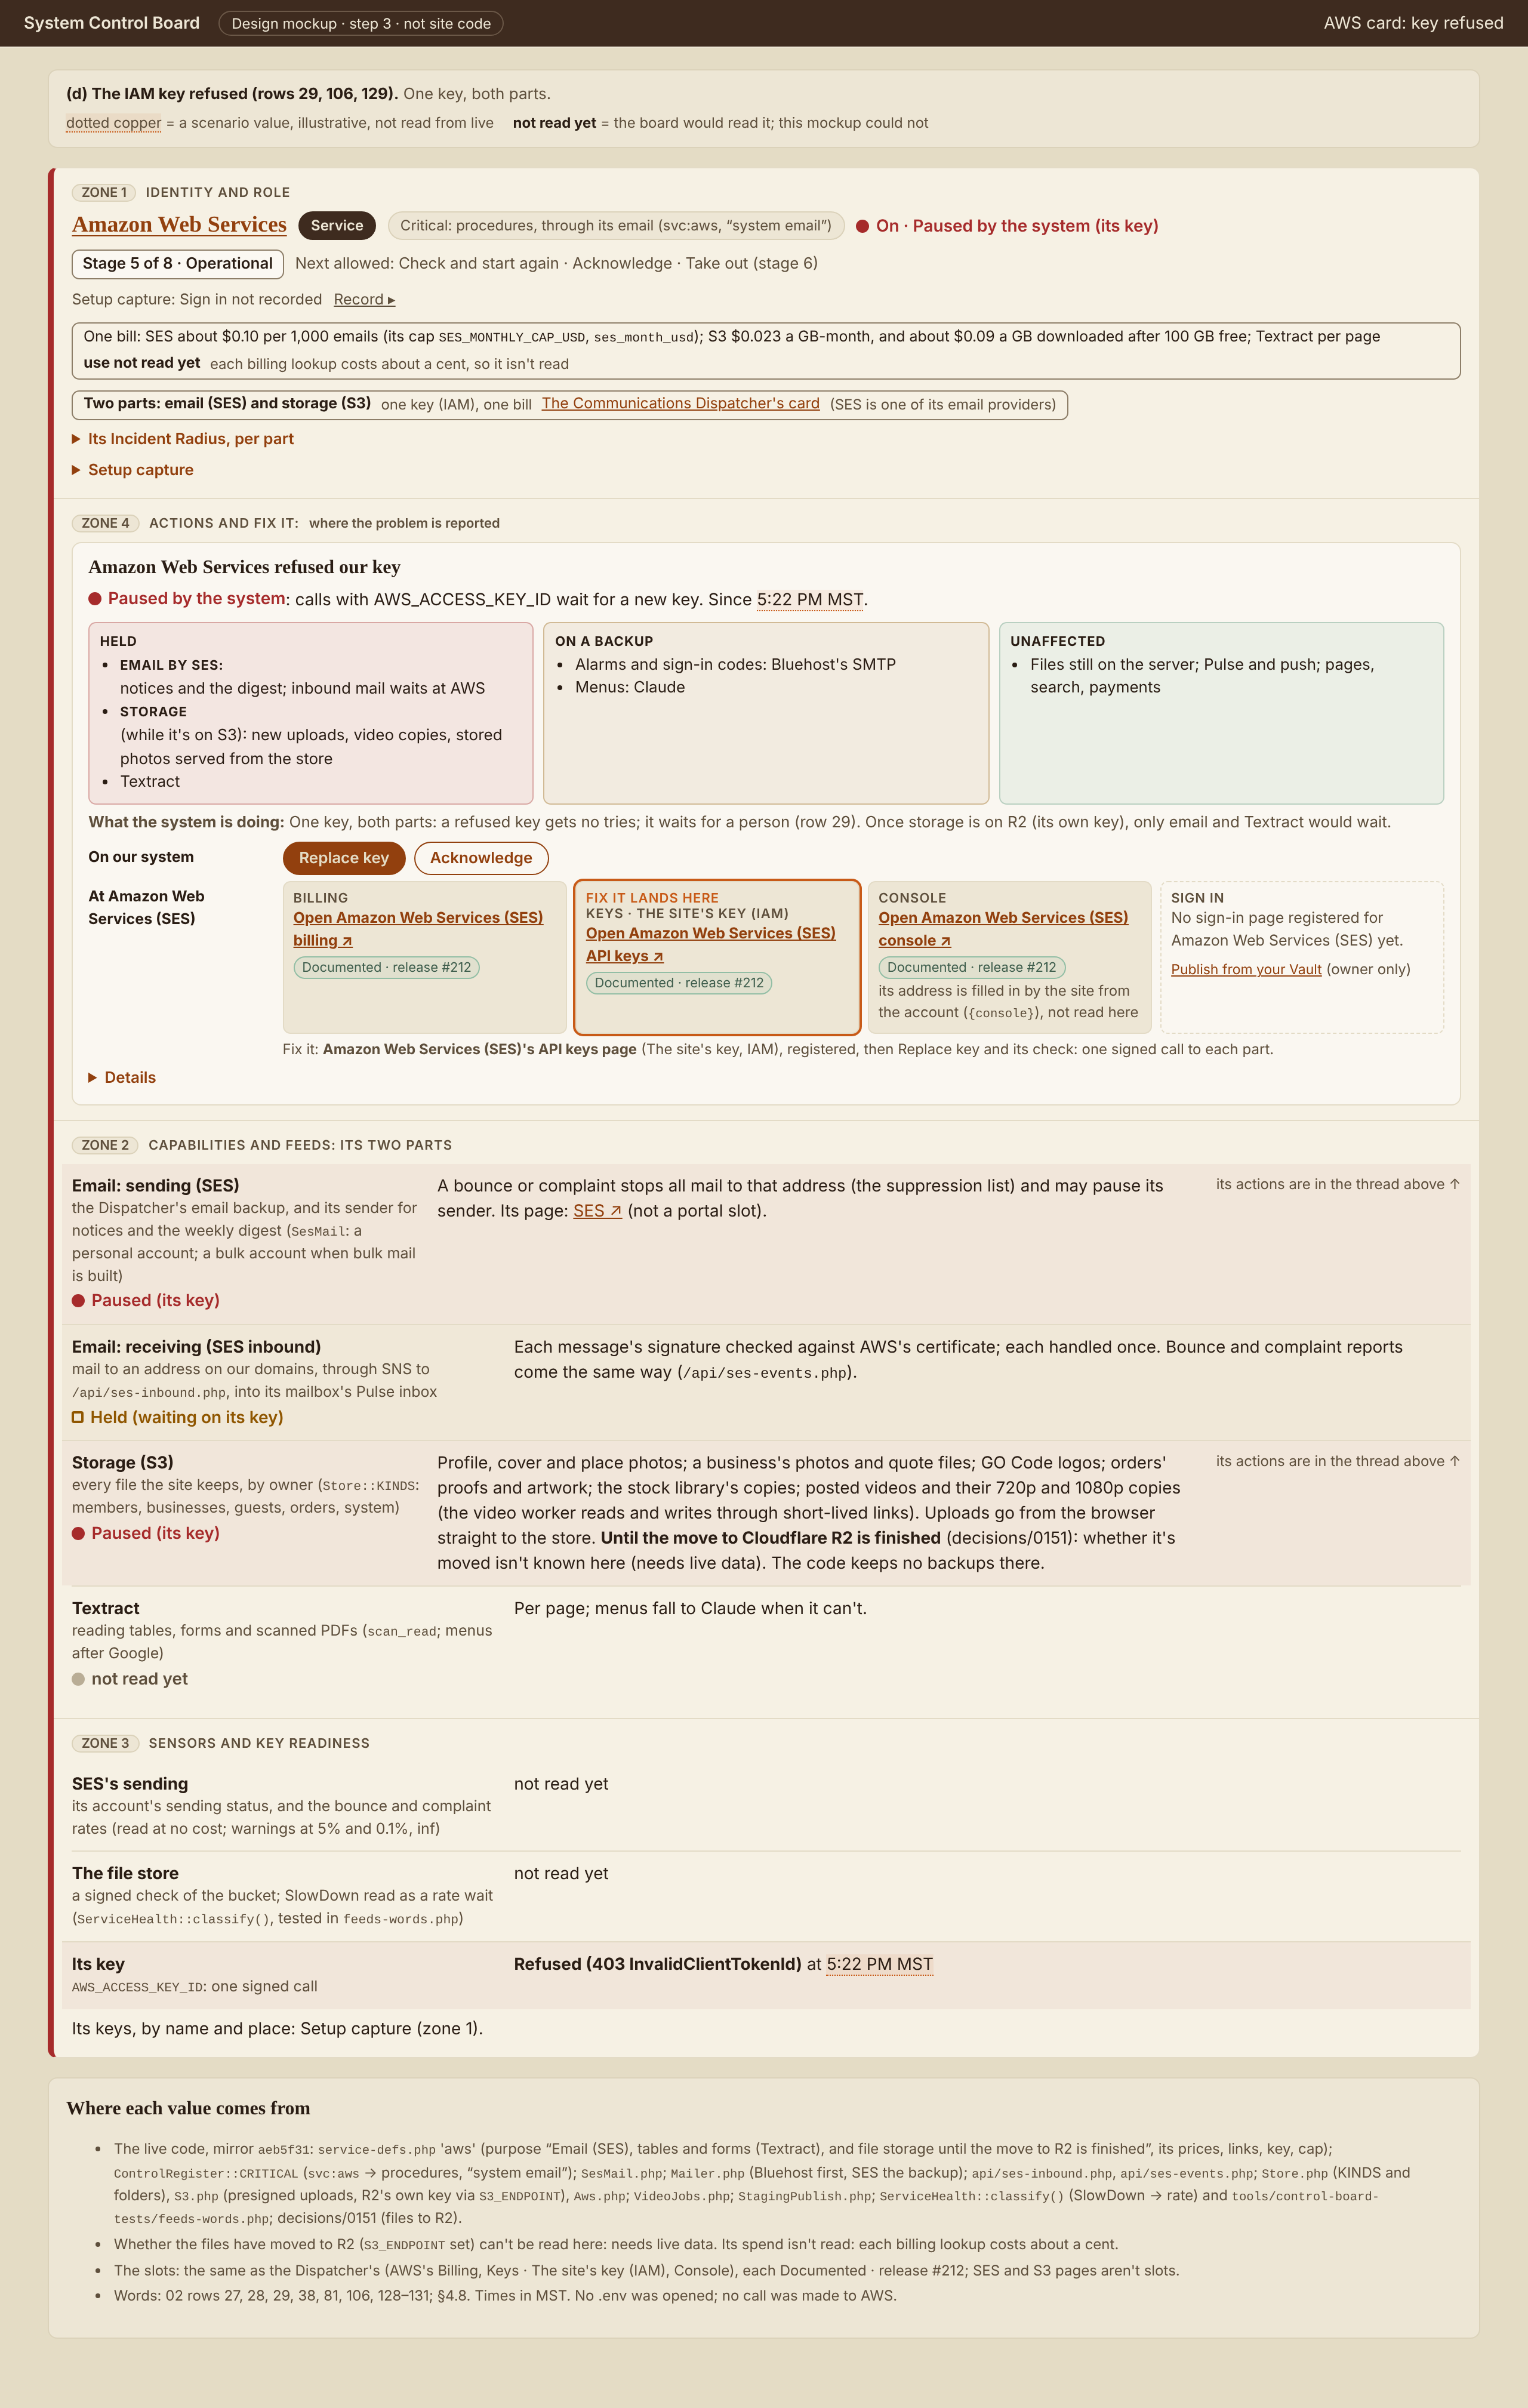 System Control Board
Design mockup · step 3 · not site code
AWS card: key refused
(d) The IAM key refused (rows 29, 106, 129). One key, both parts.
dotted copper = a scenario value, illustrative, not read from live
not read yet = the board would read it; this mockup could not
ZONE 1 IDENTITY AND ROLE
Amazon Web Services
Service
Critical: procedures, through its email (svc:aws, “system email”)
On · Paused by the system (its key)
Stage 5 of 8 · Operational
Next allowed: Check and start again · Acknowledge · Take out (stage 6)
Setup capture: Sign in not recorded Record ▸
One bill: SES about $0.10 per 1,000 emails (its cap SES_MONTHLY_CAP_USD, ses_month_usd); S3 $0.023 a GB-month, and about $0.09 a GB downloaded after 100 GB free; Textract per page
use not read yet each billing lookup costs about a cent, so it isn't read
Two parts: email (SES) and storage (S3) one key (IAM), one bill The Communications Dispatcher's card (SES is one of its email providers)
▶ Its Incident Radius, per part
▶ Setup capture
ZONE 4 ACTIONS AND FIX IT: where the problem is reported
Amazon Web Services refused our key
Paused by the system: calls with AWS_ACCESS_KEY_ID wait for a new key. Since 5:22 PM MST.
HELD
• EMAIL BY SES:
notices and the digest; inbound mail waits at AWS
• STORAGE
(while it's on S3): new uploads, video copies, stored
photos served from the store
• Textract
ON A BACKUP
• Alarms and sign-in codes: Bluehost's SMTP
• Menus: Claude
UNAFFECTED
• Files still on the server; Pulse and push; pages,
search, payments
What the system is doing: One key, both parts: a refused key gets no tries; it waits for a person (row 29). Once storage is on R2 (its own key), only email and Textract would wait.
On our system
Replace key
Acknowledge
At Amazon Web
Services (SES)
BILLING
Open Amazon Web Services (SES)
billing ↗
Documented · release #212
FIX IT LANDS HERE
KEYS · THE SITE'S KEY (IAM)
Open Amazon Web Services (SES)
API keys ↗
Documented · release #212
CONSOLE
Open Amazon Web Services (SES)
console ↗
Documented · release #212
its address is filled in by the site from
the account ({console}), not read here
SIGN IN
No sign-in page registered for
Amazon Web Services (SES) yet.
Publish from your Vault (owner only)
Fix it: Amazon Web Services (SES)'s API keys page (The site's key, IAM), registered, then Replace key and its check: one signed call to each part.
▶ Details
ZONE 2 CAPABILITIES AND FEEDS: ITS TWO PARTS
Email: sending (SES)
the Dispatcher's email backup, and its sender for
notices and the weekly digest (SesMail: a
personal account; a bulk account when bulk mail
is built)
Paused (its key)
A bounce or complaint stops all mail to that address (the suppression list) and may pause its
sender. Its page: SES ↗ (not a portal slot).
its actions are in the thread above ↑
Email: receiving (SES inbound)
mail to an address on our domains, through SNS to
/api/ses-inbound.php, into its mailbox's Pulse inbox
Held (waiting on its key)
Each message's signature checked against AWS's certificate; each handled once. Bounce and complaint reports
come the same way (/api/ses-events.php).
Storage (S3)
every file the site keeps, by owner (Store::KINDS:
members, businesses, guests, orders, system)
Paused (its key)
Profile, cover and place photos; a business's photos and quote files; GO Code logos; orders'
proofs and artwork; the stock library's copies; posted videos and their 720p and 1080p copies
(the video worker reads and writes through short-lived links). Uploads go from the browser
straight to the store. Until the move to Cloudflare R2 is finished (decisions/0151): whether it's
moved isn't known here (needs live data). The code keeps no backups there.
its actions are in the thread above ↑
Textract
reading tables, forms and scanned PDFs (scan_read; menus
after Google)
not read yet
Per page; menus fall to Claude when it can't.
ZONE 3 SENSORS AND KEY READINESS
SES's sending
its account's sending status, and the bounce and complaint
rates (read at no cost; warnings at 5% and 0.1%, inf)
not read yet
The file store
a signed check of the bucket; SlowDown read as a rate wait
(ServiceHealth::classify(), tested in feeds-words.php)
not read yet
Its key
AWS_ACCESS_KEY_ID: one signed call
Refused (403 InvalidClientTokenId) at 5:22 PM MST
Its keys, by name and place: Setup capture (zone 1).
Where each value comes from
• The live code, mirror aeb5f31: service-defs.php 'aws' (purpose “Email (SES), tables and forms (Textract), and file storage until the move to R2 is finished”, its prices, links, key, cap);
ControlRegister::CRITICAL (svc:aws → procedures, “system email”); SesMail.php; Mailer.php (Bluehost first, SES the backup); api/ses-inbound.php, api/ses-events.php; Store.php (KINDS and
folders), S3.php (presigned uploads, R2's own key via S3_ENDPOINT), Aws.php; VideoJobs.php; StagingPublish.php; ServiceHealth::classify() (SlowDown → rate) and tools/control-board-
tests/feeds-words.php; decisions/0151 (files to R2).
• Whether the files have moved to R2 (S3_ENDPOINT set) can't be read here: needs live data. Its spend isn't read: each billing lookup costs about a cent.
• The slots: the same as the Dispatcher's (AWS's Billing, Keys · The site's key (IAM), Console), each Documented · release #212; SES and S3 pages aren't slots.
• Words: 02 rows 27, 28, 29, 38, 81, 106, 128–131; §4.8. Times in MST. No .env was opened; no call was made to AWS.